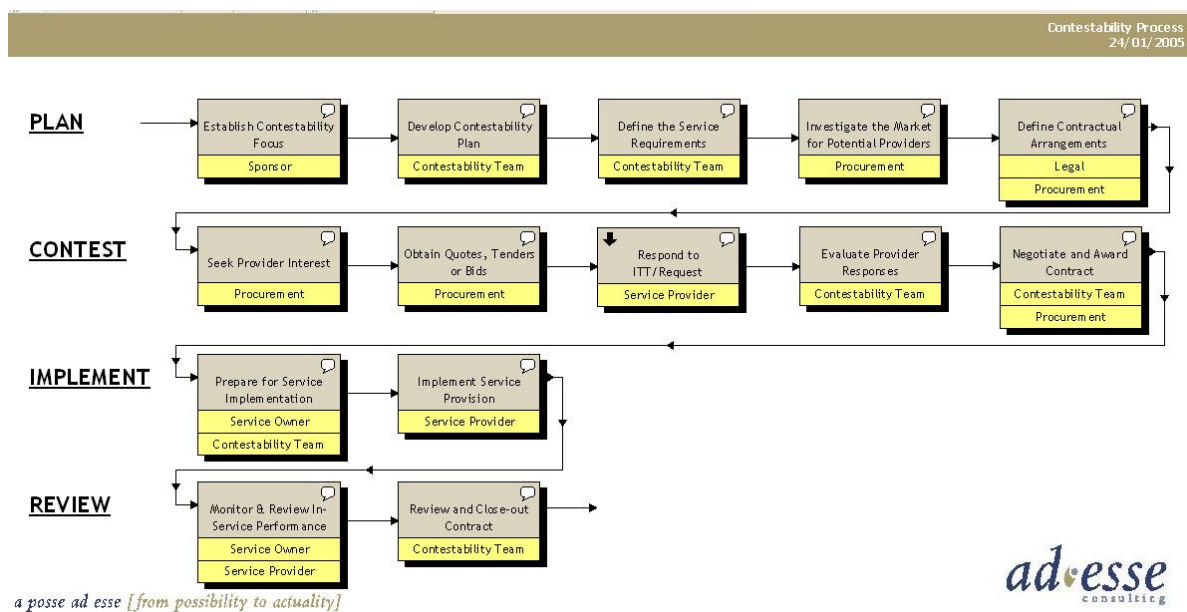 Contestability Process
24/01/2005
PLAN
Establish Contestability
Focus
Sponsor
Develop Contestability
Plan
Contestability Team
Define the Service
Requirements
Contestability Team
Investigate the Market
for Potential Providers
Procurement
Define Contractual
Arrangements
Legal
Procurement
CONTEST
Seek Provider Interest
Procurement
Obtain Quotes, Tenders
or Bids
Procurement
Respond to
ITT/Request
Service Provider
Evaluate Provider
Responses
Contestability Team
Negotiate and Award
Contract
Contestability Team
Procurement
IMPLEMENT
Prepare for Service
Implementation
Service Owner
Contestability Team
Implement Service
Provision
Service Provider
REVIEW
Monitor & Review In-
Service Performance
Service Owner
Service Provider
Review and Close-out
Contract
Contestability Team
a posse ad esse [from possibility to actuality]
ad esse
consulting